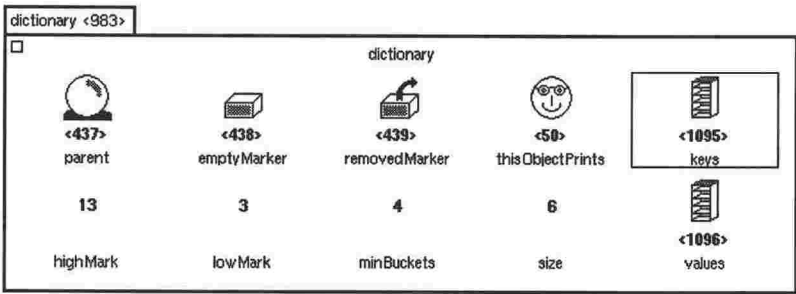 dictionary <983>
dictionary
<437> <438> <439> <50> <1095>
parent emptyMarker removedMarker thisObjectPrints keys
13 3 4 6
<1096>
highMark lowMark minBuckets size values